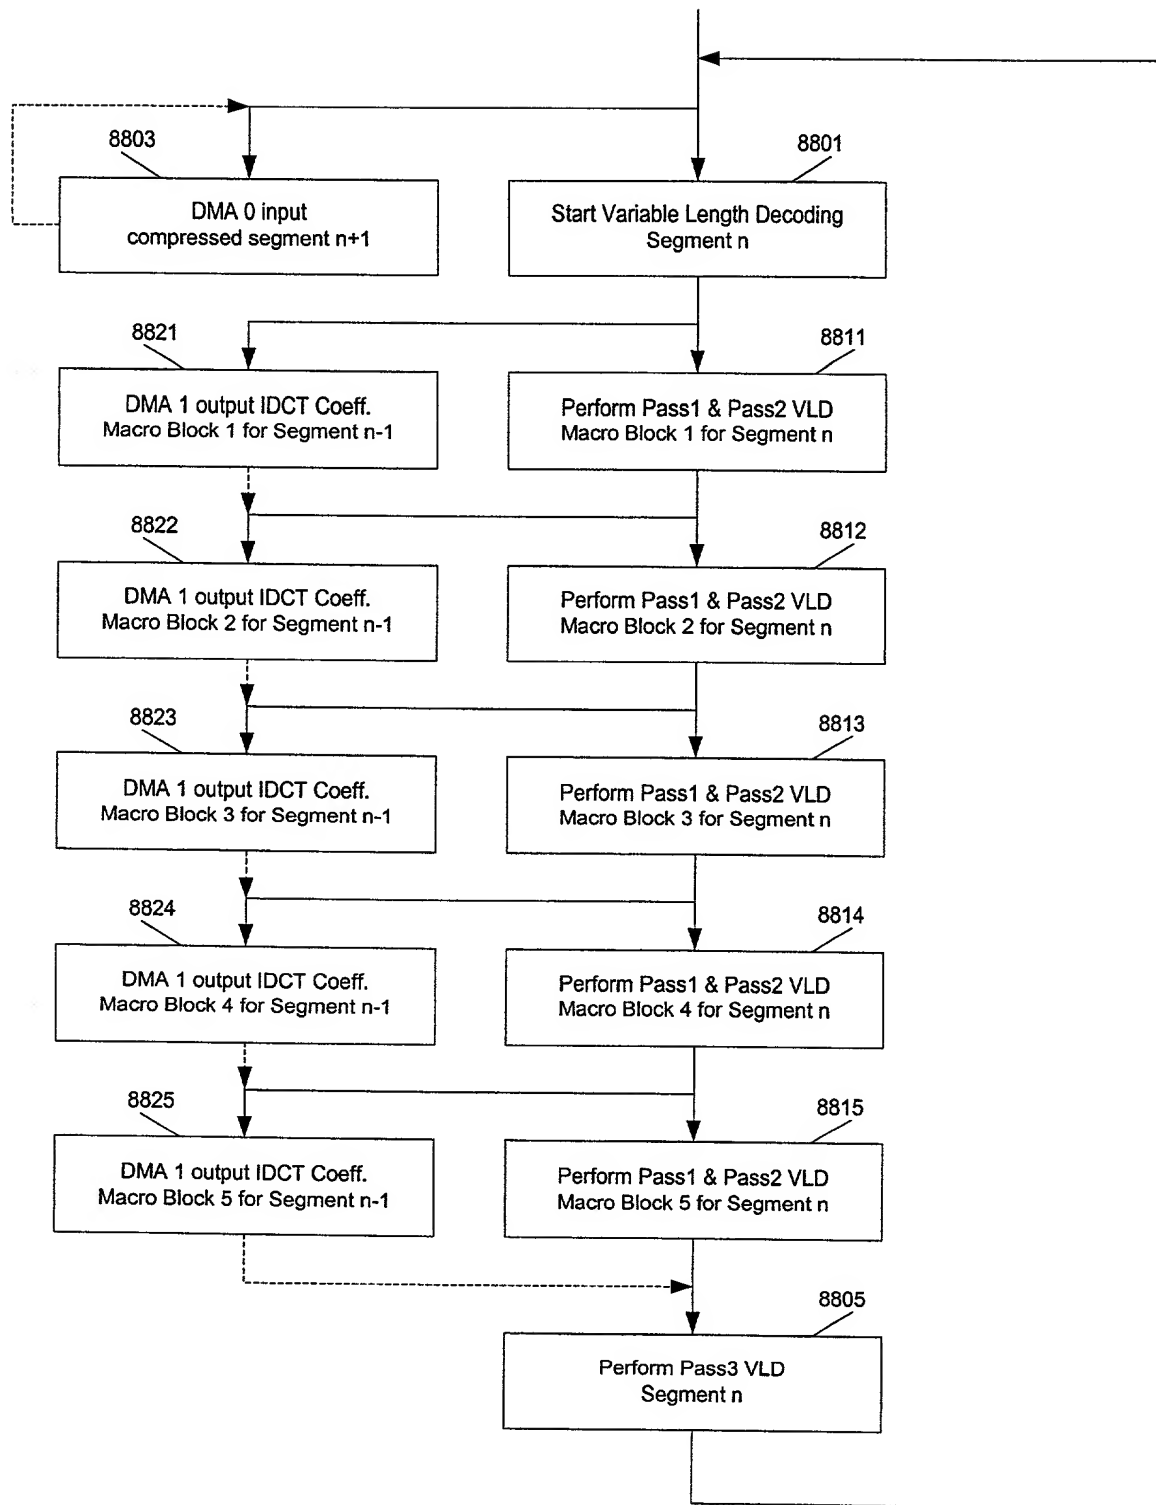 8803
8801
DMA 0 input
compressed segment n+1
Start Variable Length Decoding
Segment n
8821
8811
DMA 1 output IDCT Coeff.
Macro Block 1 for Segment n-1
Perform Pass1 & Pass2 VLD
Macro Block 1 for Segment n
8822
8812
DMA 1 output IDCT Coeff.
Macro Block 2 for Segment n-1
Perform Pass1 & Pass2 VLD
Macro Block 2 for Segment n
8823
8813
DMA 1 output IDCT Coeff.
Macro Block 3 for Segment n-1
Perform Pass1 & Pass2 VLD
Macro Block 3 for Segment n
8824
8814
DMA 1 output IDCT Coeff.
Macro Block 4 for Segment n-1
Perform Pass1 & Pass2 VLD
Macro Block 4 for Segment n
8825
8815
DMA 1 output IDCT Coeff.
Macro Block 5 for Segment n-1
Perform Pass1 & Pass2 VLD
Macro Block 5 for Segment n
8805
Perform Pass3 VLD
Segment n